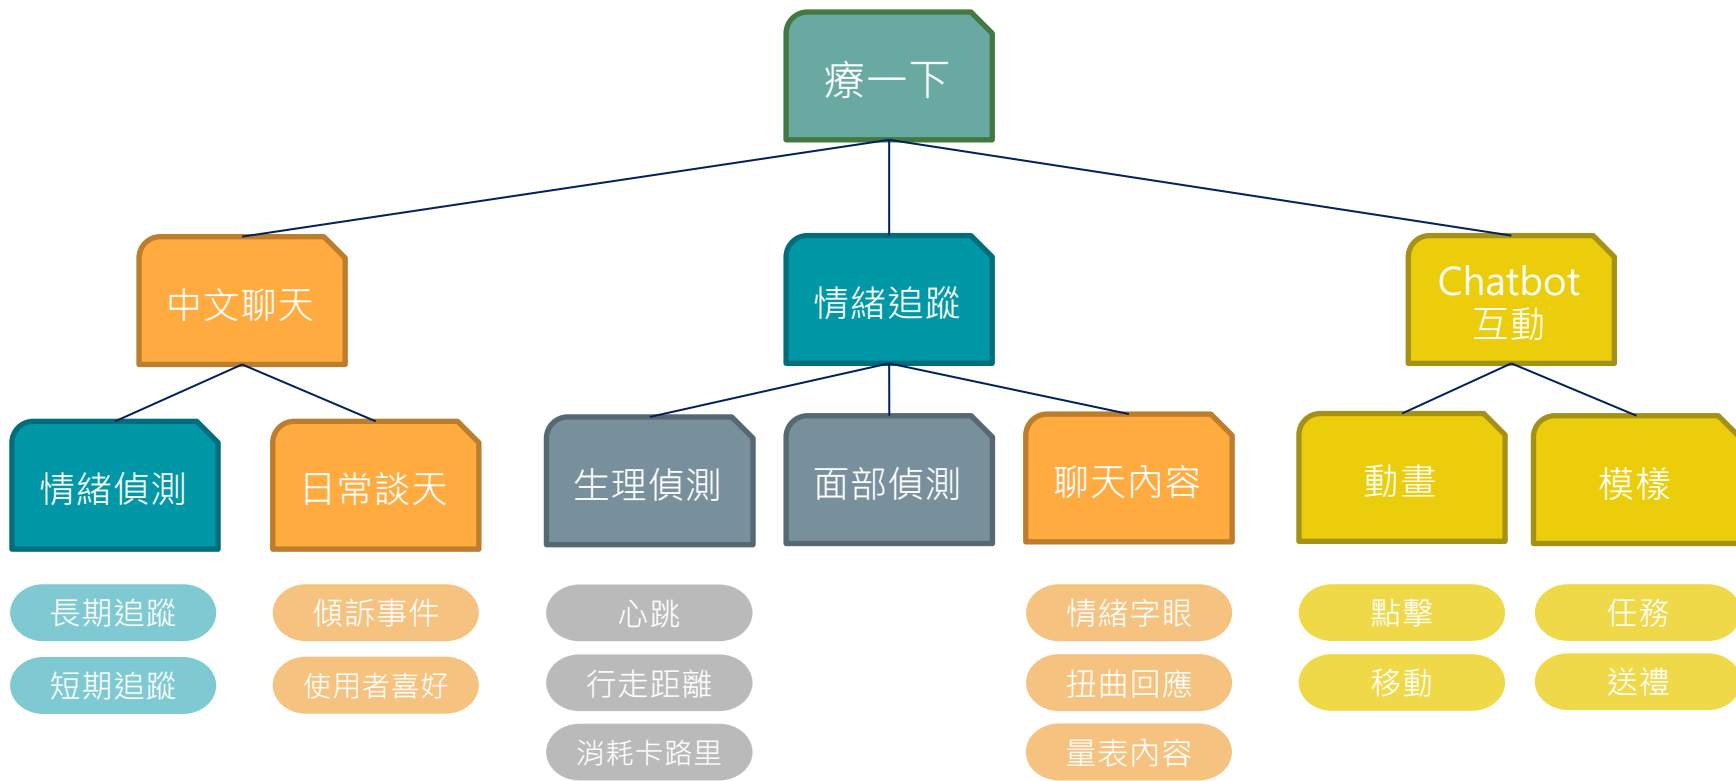 療一下
中文聊天
情緒追蹤
Chatbot
互動
情緒偵測
日常談天
生理偵測
面部偵測
聊天內容
動畫
模樣
長期追蹤
傾訴事件
心跳
情緒字眼
點擊
任務
短期追蹤
使用者喜好
行走距離
扭曲回應
移動
送禮
消耗卡路里
量表內容